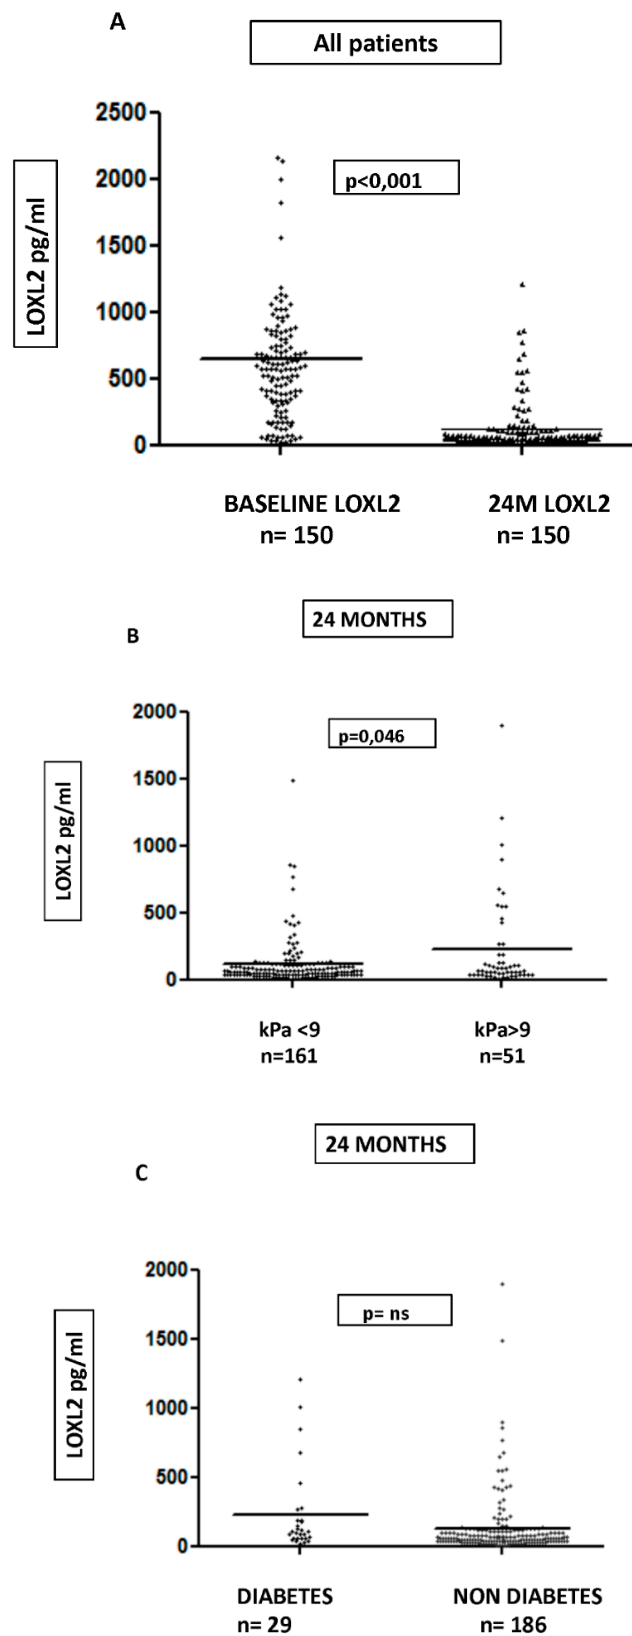 A
All patients
LOXL2 pg/ml
2500
2000
1500
1000
500
0
p<0,001
BASELINE LOXL2
n= 150
24M LOXL2
n= 150
24 MONTHS
B
LOXL2 pg/ml
2000
1500
1000
500
0
p=0,046
kPa <9
n=161
kPa>9
n=51
24 MONTHS
C
LOXL2 pg/ml
2000
1500
1000
500
0
p= ns
DIABETES
n= 29
NON DIABETES
n= 186